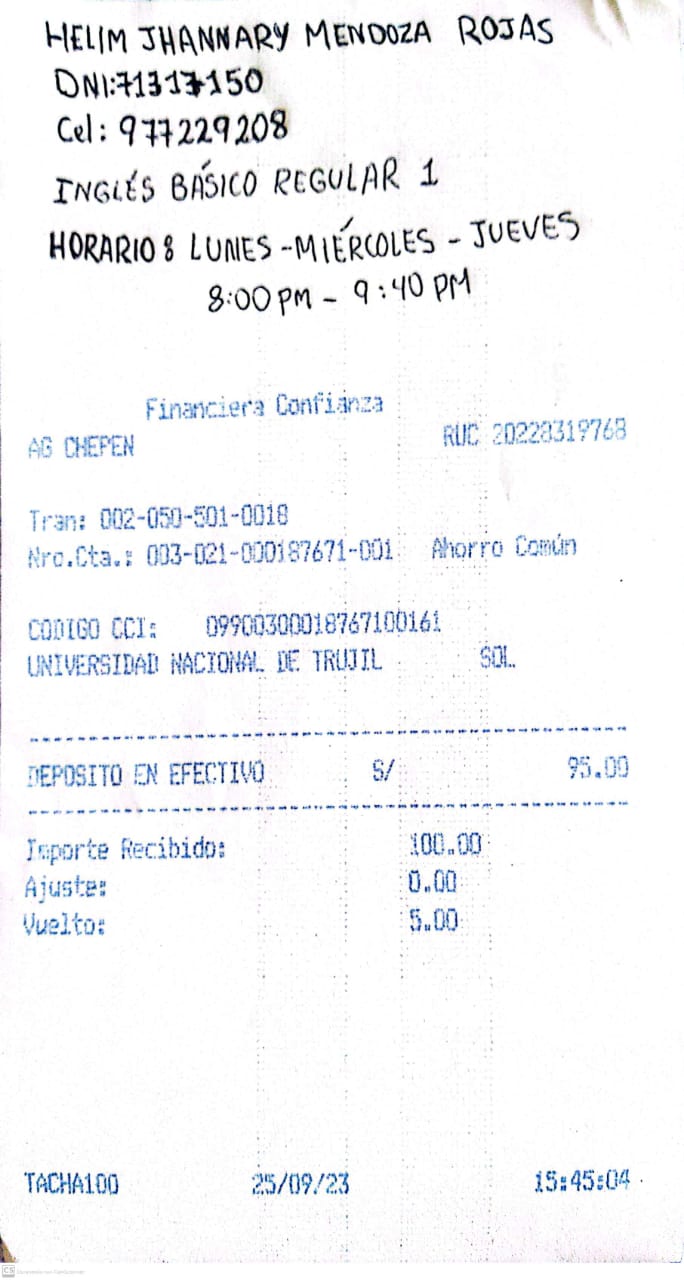 HELIM JHANNARY MENDOZA ROJAS
DNI:71317150
Cel: 977229208
INGLÉS BÁSICO REGULAR 1
HORARIO: LUNES - MIÉRCOLES - JUEVES
8:00 PM - 9:40 PM
Financiera Confianza
AG CHEPEN RUC 20228319768
Tran: 002-050-501-0018
Nro.Cta.: 003-021-000187671-001 Ahorro Común
CODIGO CCI: 09900300018767100161
UNIVERSIDAD NACIONAL DE TRUJIL SOL
DEPOSITO EN EFECTIVO S/ 95.00
Importe Recibido: 100.00
Ajuste: 0.00
Vuelto: 5.00
TACHA100 25/09/23 15:45:04
CS